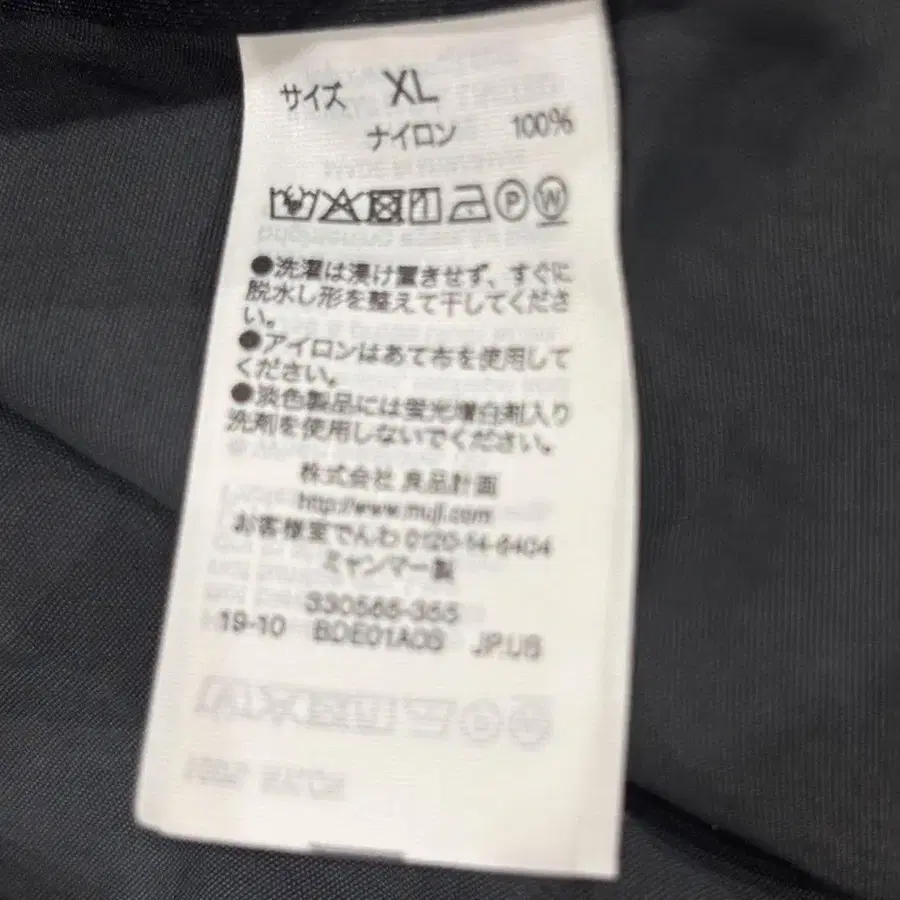 サイズ XL
ナイロン 100%
P W
●洗濯は浸け置きせず、すぐに
脱水し形を整えて干してくださ
い。
●アイロンはあて布を使用して
ください。
●淡色製品には蛍光増白剤入り
洗剤を使用しないでください。
株式会社 良品計画
http://www.muji.com
お客様室でんわ 0120-14-6404
ミャンマー製
330565-355
19-10 BDE01A0S JP.US